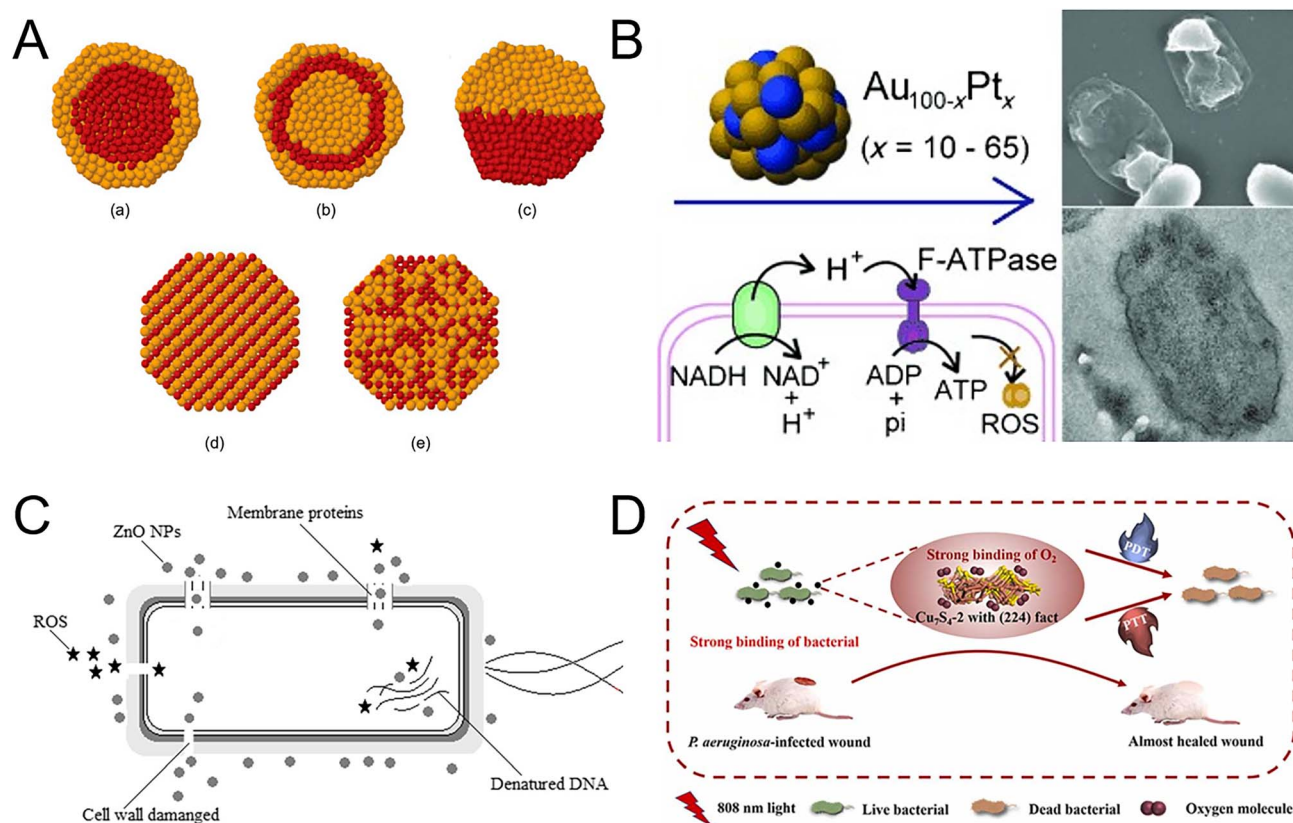 A
(a)
(b)
(c)
(d)
(e)
B
Au100-xPtx
(x = 10 - 65)
H+
F-ATPase
NADH
NAD+
+
H+
ADP
+
pi
ATP
ROS
C
ZnO NPs
Membrane proteins
ROS
Denatured DNA
Cell wall damanged
D
Strong binding of O2
Cu7S4-2 with (224) fact
PDT
PTT
Strong binding of bacterial
P. aeruginosa-infected wound
Almost healed wound
808 nm light
Live bacterial
Dead bacterial
Oxygen molecule